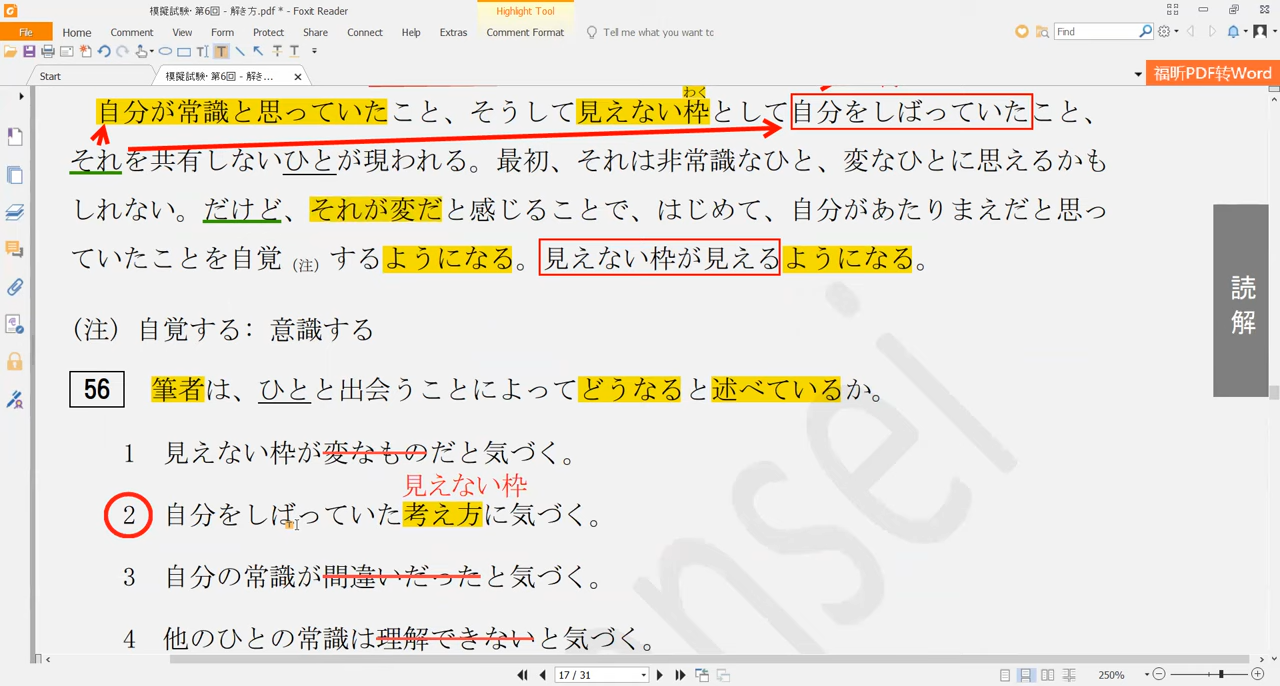 模擬試験· 第6回 - 解き方.pdf * - Foxit Reader
Highlight Tool
File Home Comment View Form Protect Share Connect Help Extras Comment Format Tell me what you want tc
Find
Start 模擬試験· 第6回 - 解き...
福昕PDF转Word
わく
自分が常識と思っていたこと、そうして見えない枠として自分をしばっていたこと、
それを共有しないひとが現われる。最初、それは非常識なひと、変なひとに思えるかも
しれない。だけど、それが変だと感じることで、はじめて、自分があたりまえだと思っ
ていたことを自覚（注）するようになる。見えない枠が見えるようになる。
（注）自覚する：意識する
56 筆者は、ひとと出会うことによってどうなると述べているか。
1 見えない枠が変なものだと気づく。
見えない枠
2 自分をしばっていた考え方に気づく。
3 自分の常識が間違いだったと気づく。
4 他のひとの常識は理解できないと気づく。
読解
nsei
17 / 31
250%